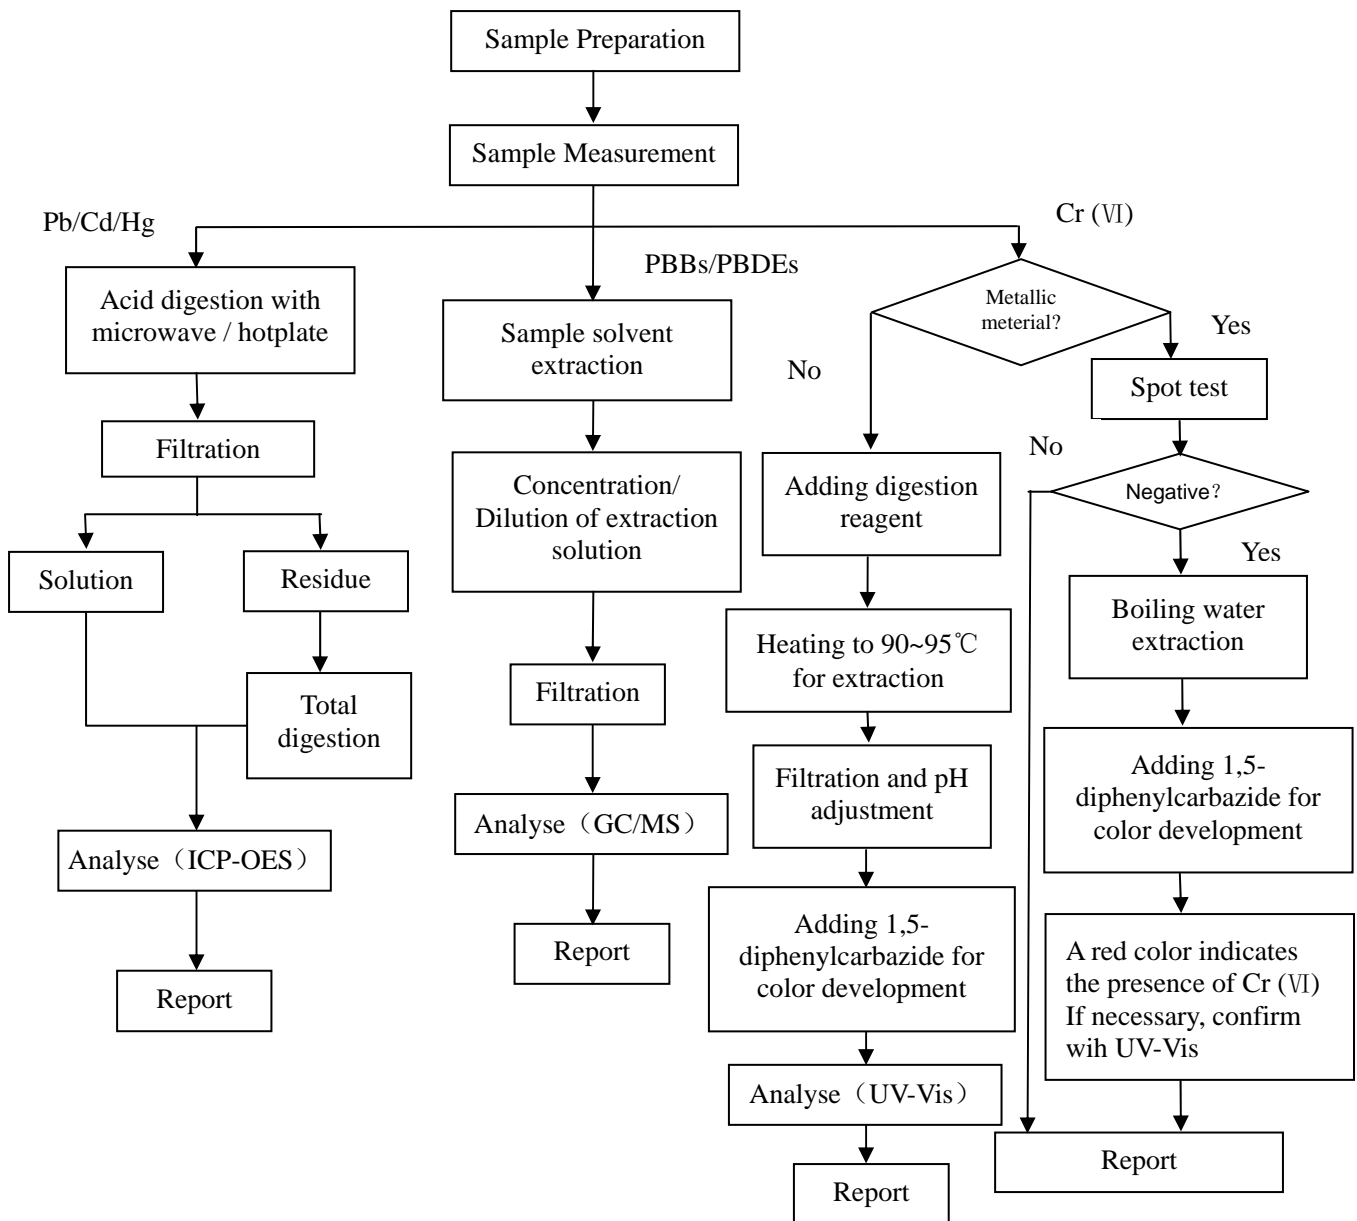 Sample Preparation
Sample Measurement
Pb/Cd/Hg
Acid digestion with
microwave / hotplate
Filtration
Solution
Residue
Total
digestion
Analyse（ICP-OES）
Report
PBBs/PBDEs
Sample solvent
extraction
Concentration/
Dilution of extraction
solution
Filtration
Analyse（GC/MS）
Report
Cr (Ⅵ)
Metallic
meterial?
No
Adding digestion
reagent
Heating to 90~95℃
for extraction
Filtration and pH
adjustment
Adding 1,5-
diphenylcarbazide for
color development
Analyse（UV-Vis）
Report
Yes
Spot test
No
Negative？
Yes
Boiling water
extraction
Adding 1,5-
diphenylcarbazide for
color development
A red color indicates
the presence of Cr (Ⅵ)
If necessary, confirm
wih UV-Vis
Report